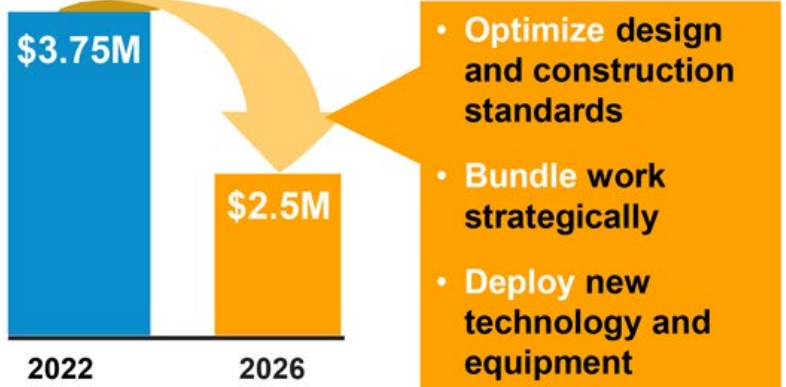 $3.75M
$2.5M
2022
2026
• Optimize design
and construction
standards
• Bundle work
strategically
• Deploy new
technology and
equipment